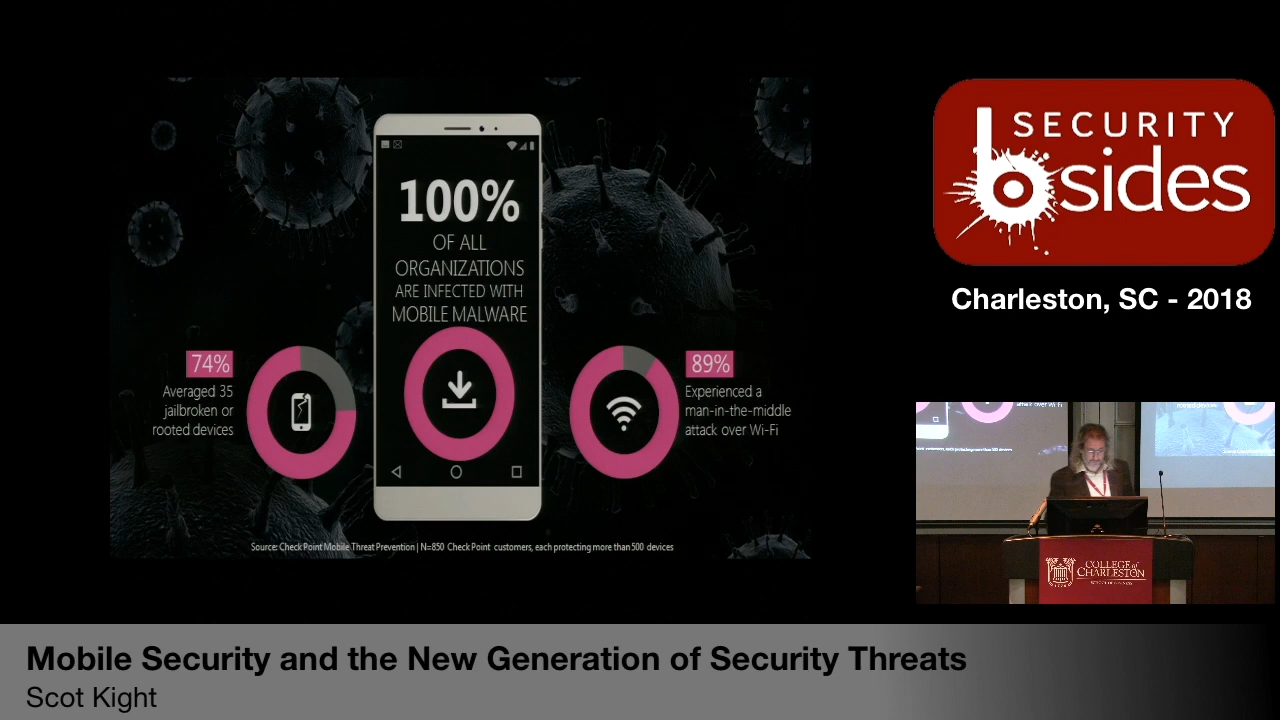 100%
OF ALL
ORGANIZATIONS
ARE INFECTED WITH
MOBILE MALWARE
74%
Averaged 35
jailbroken or
rooted devices
89%
Experienced a
man-in-the-middle
attack over Wi-Fi
Source: Check Point Mobile Threat Prevention | N=850 Check Point customers, each protecting more than 500 devices
SECURITY
bsides
Charleston, SC - 2018
COLLEGE of
CHARLESTON
SCHOOL OF BUSINESS
Mobile Security and the New Generation of Security Threats
Scot Kight